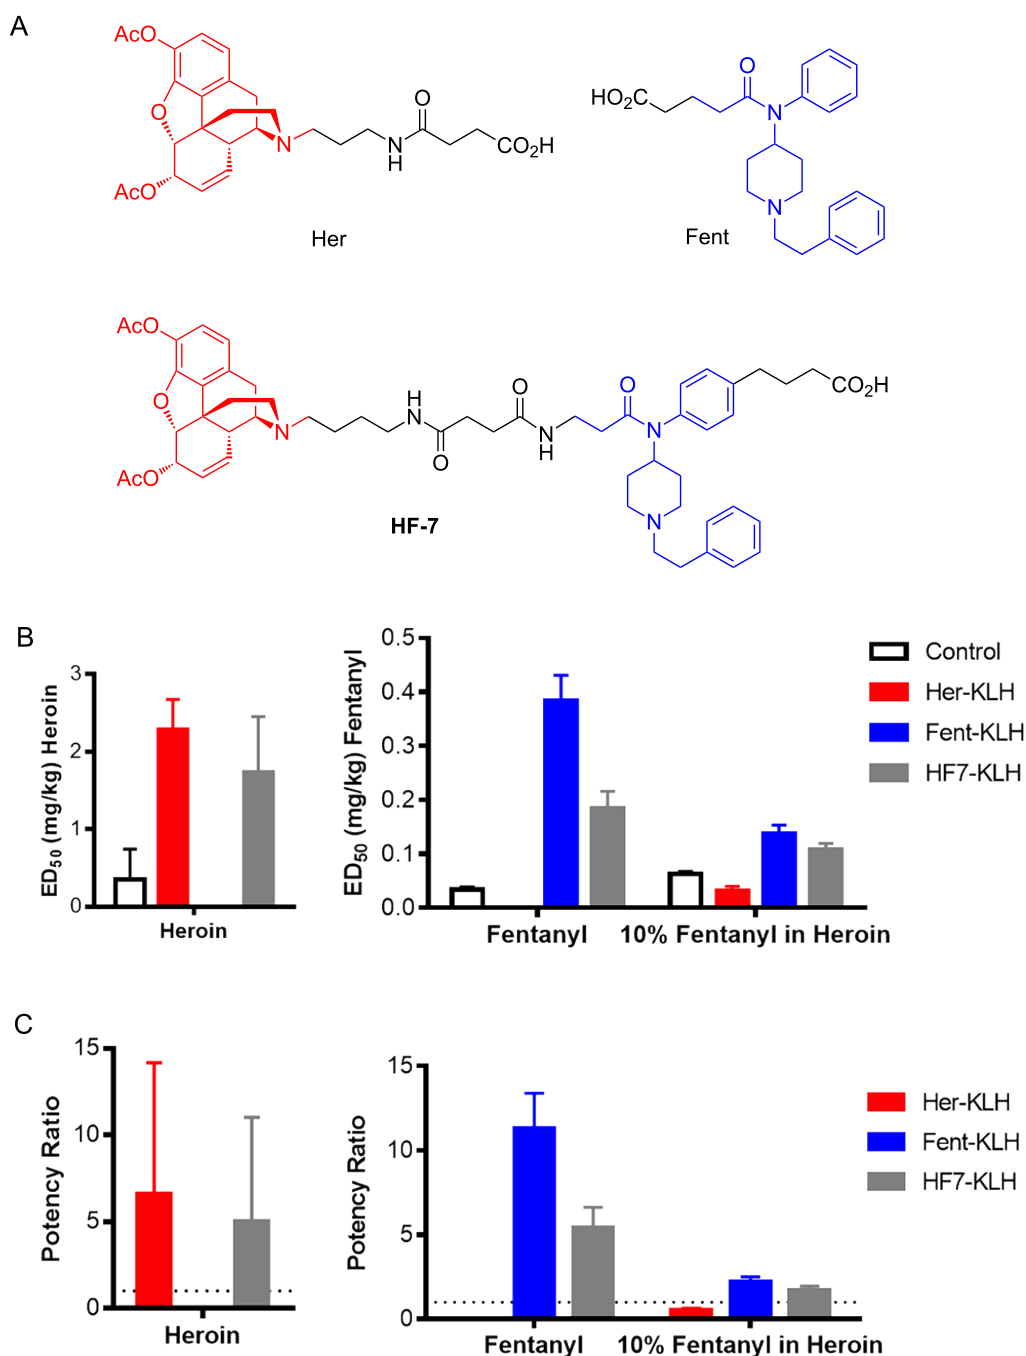 A
AcO
O
N
N
H
O
CO₂H
AcO
Her
HO₂C
O
N
N
Fent
AcO
O
N
H
N
O
O
N
H
O
N
CO₂H
AcO
N
HF-7
B
ED₅₀ (mg/kg) Heroin
3
2
1
0
Heroin
ED₅₀ (mg/kg) Fentanyl
0.5
0.4
0.3
0.2
0.1
0.0
Fentanyl
10% Fentanyl in Heroin
Control
Her-KLH
Fent-KLH
HF7-KLH
C
Potency Ratio
15
10
5
0
Heroin
Potency Ratio
15
10
5
0
Fentanyl
10% Fentanyl in Heroin
Her-KLH
Fent-KLH
HF7-KLH